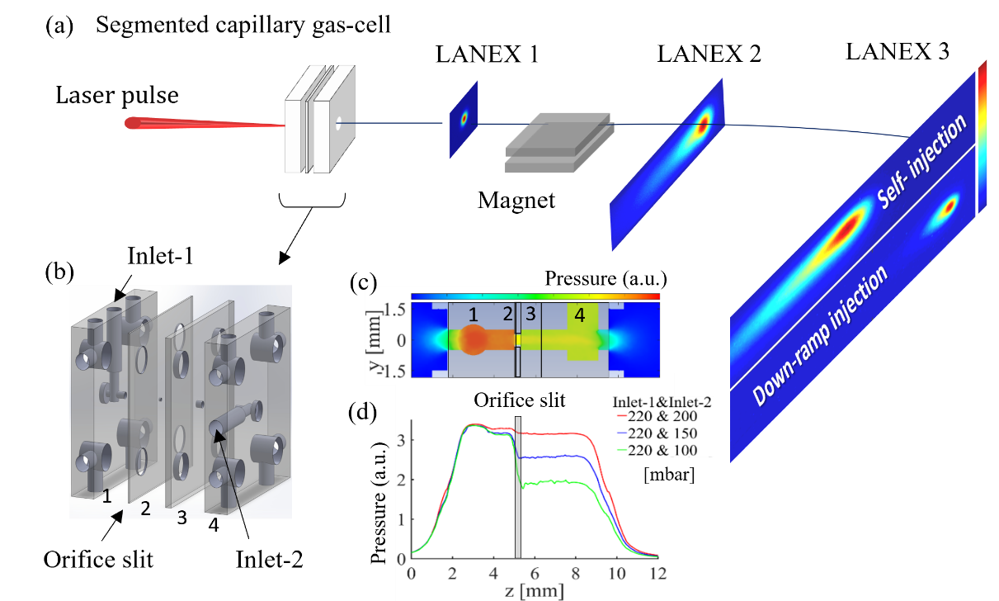 (a) Segmented capillary gas-cell
LANEX 1
LANEX 2
LANEX 3
Laser pulse
Magnet
Self- injection
Down-ramp injection
(b)
Inlet-1
1
2
3
4
Orifice slit
Inlet-2
(c)
Pressure (a.u.)
1.5
0
-1.5
y [mm]
1
2
3
4
(d)
Orifice slit
Inlet-1&Inlet-2
220 & 200
220 & 150
220 & 100
[mbar]
Pressure (a.u.)
3
2
1
0
0 2 4 6 8 10 12
z [mm]